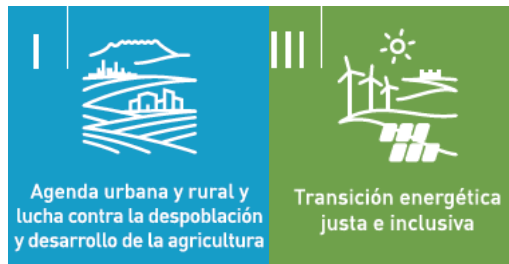 I
Agenda urbana y rural y
lucha contra la despoblación
y desarrollo de la agricultura
III
Transición energética
justa e inclusiva